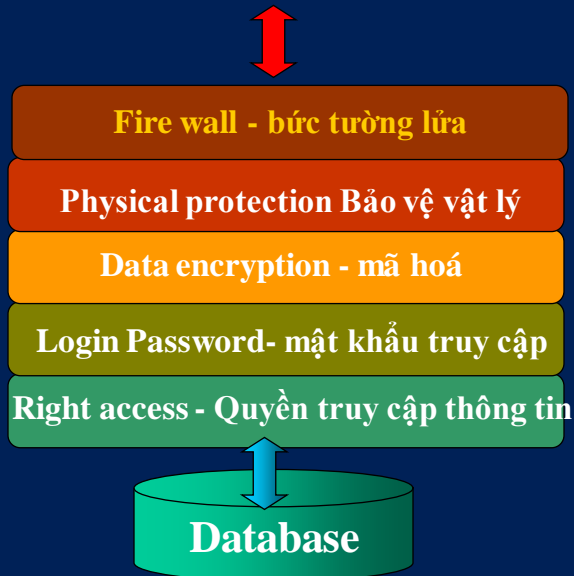 Fire wall - bức tường lửa
Physical protection Bảo vệ vật lý
Data encryption - mã hoá
Login Password- mật khẩu truy cập
Right access - Quyền truy cập thông tin
Database